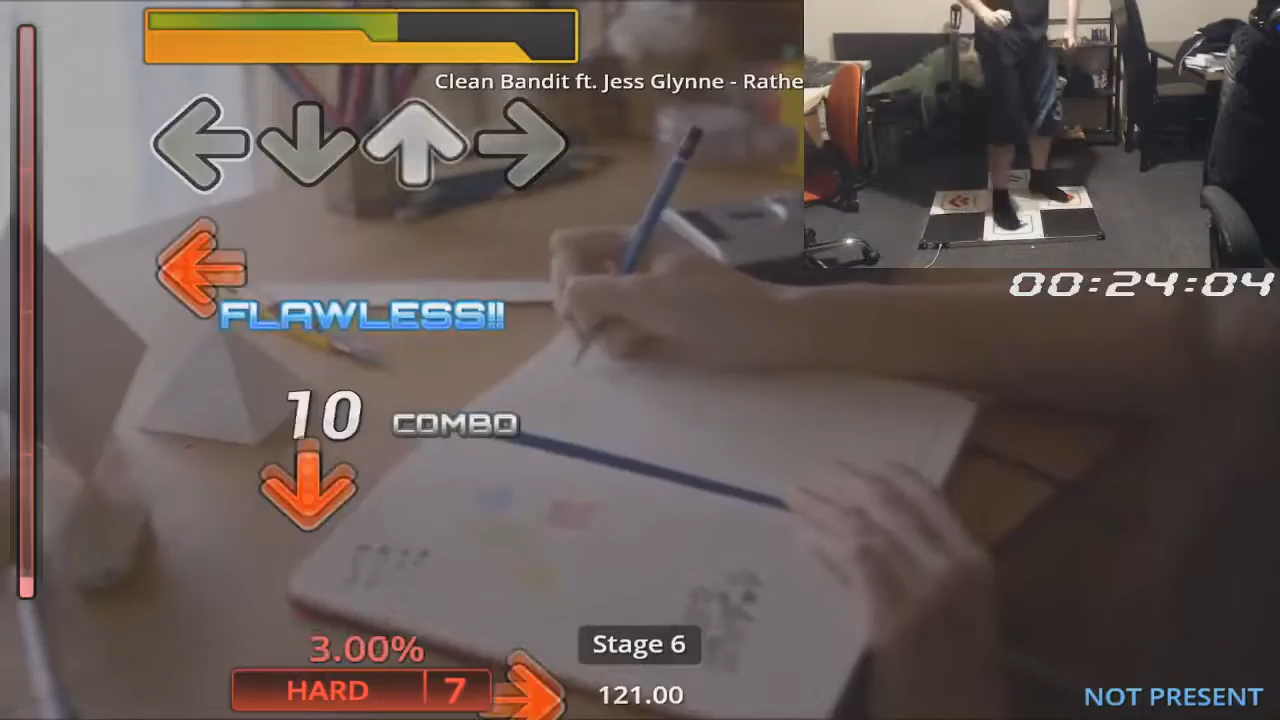 Clean Bandit ft. Jess Glynne - Rathe
00:24:04
FLAWLESS!!
10 COMBO
3.00%
Stage 6
HARD 7
121.00
NOT PRESENT